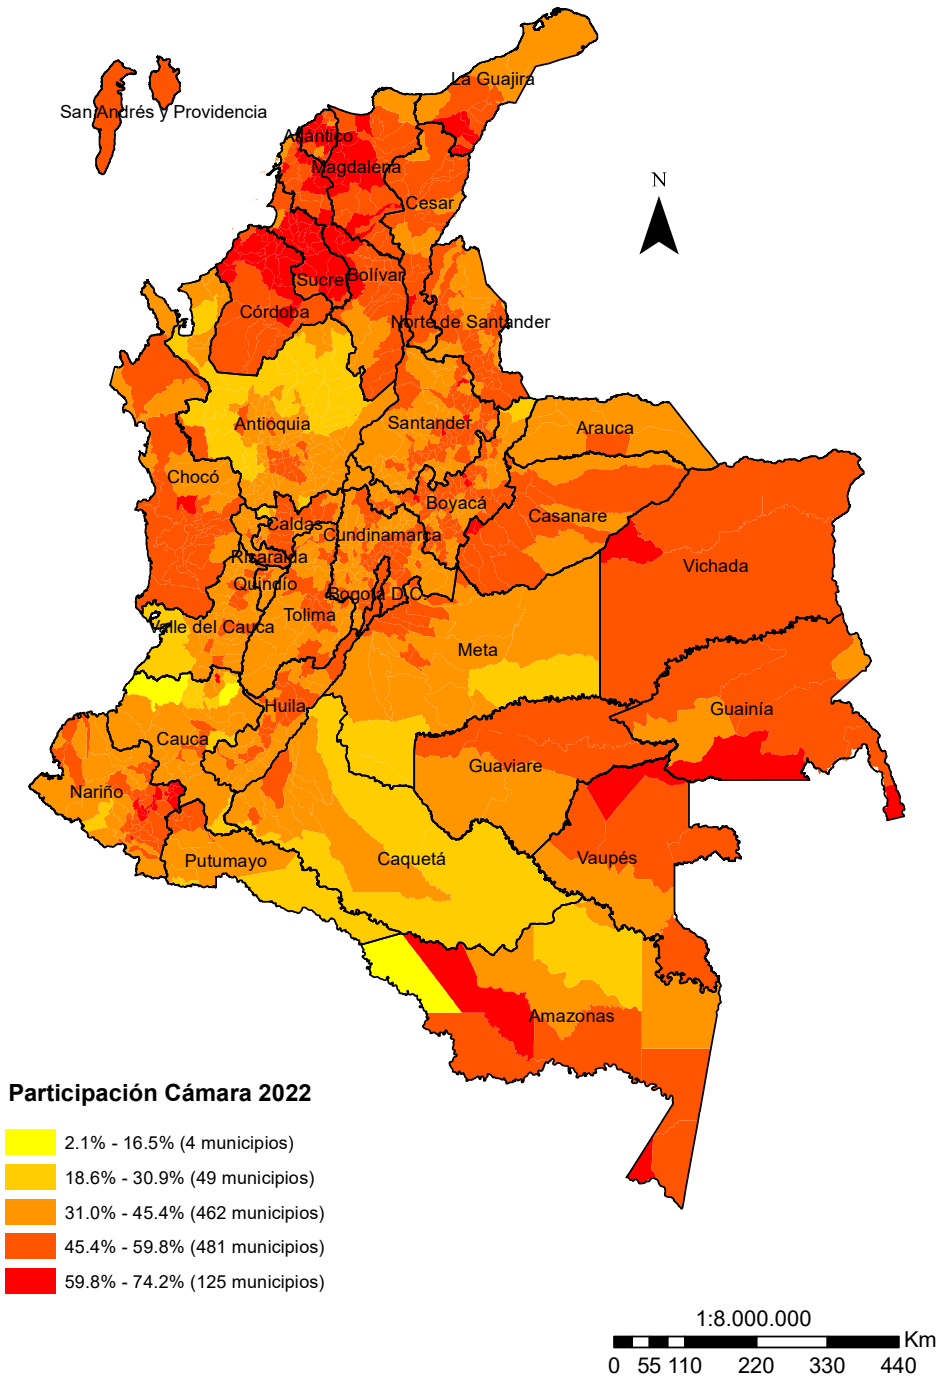 La Guajira
San Andrés y Providencia
Atlántico
Magdalena
N
Cesar
Bolívar
Sucre
Córdoba
Norte de Santander
Antioquia
Santander
Arauca
Chocó
Boyacá
Casanare
Caldas
Cundinamarca
Risaralda
Vichada
Quindío
Bogotá D.C.
Tolima
Valle del Cauca
Meta
Huila
Guainía
Cauca
Guaviare
Nariño
Putumayo
Caquetá
Vaupés
Amazonas
Participación Cámara 2022
2.1% - 16.5% (4 municipios)
18.6% - 30.9% (49 municipios)
31.0% - 45.4% (462 municipios)
45.4% - 59.8% (481 municipios)
59.8% - 74.2% (125 municipios)
1:8.000.000
Km
0 55 110 220 330 440